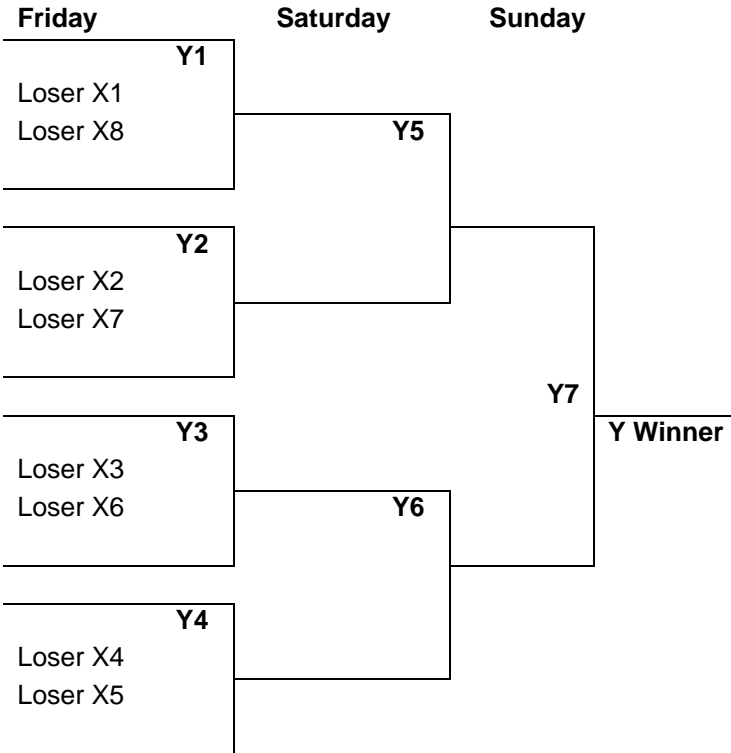 Friday Saturday Sunday
Y1
Loser X1
Loser X8
Y5
Y2
Loser X2
Loser X7
Y7
Y3
Y Winner
Loser X3
Loser X6
Y6
Y4
Loser X4
Loser X5